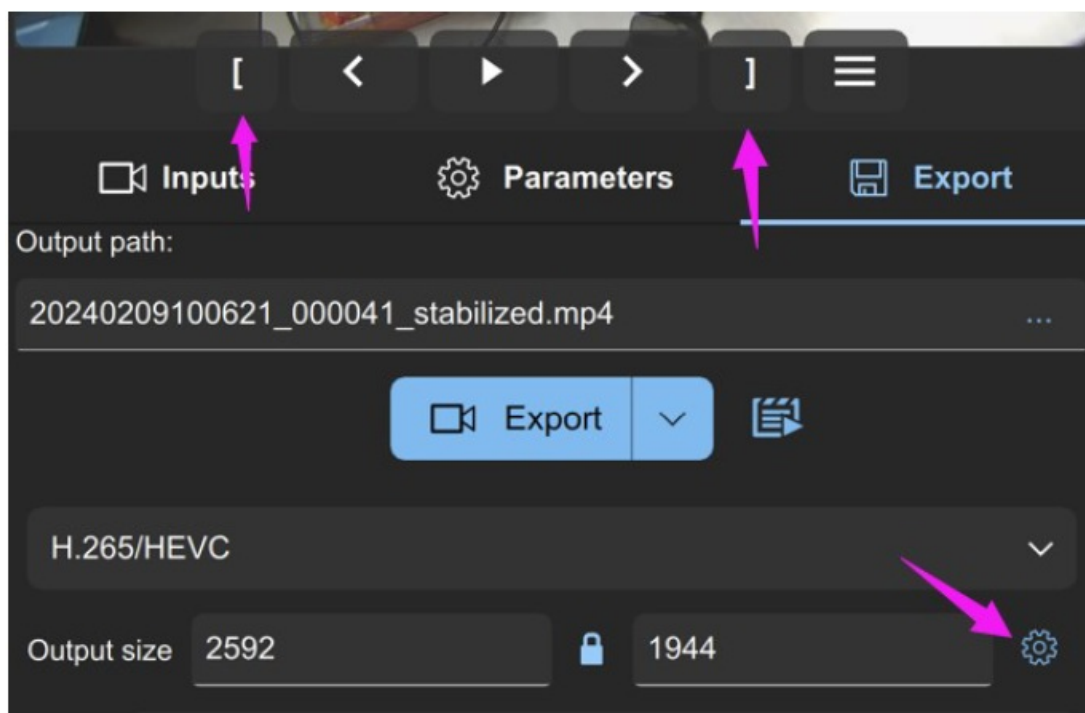 [ ]
Inputs Parameters Export
Output path:
20240209100621_000041_stabilized.mp4 ...
Export
H.265/HEVC
Output size 2592 1944